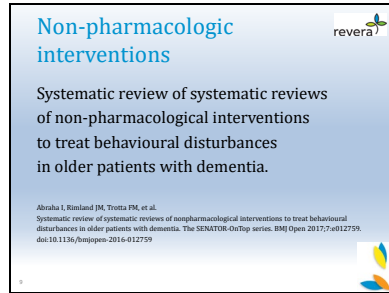 Non-pharmacologic
interventions
revera
Systematic review of systematic reviews
of non-pharmacological interventions
to treat behavioural disturbances
in older patients with dementia.
Abraha I, Rimland JM, Trotta FM, et al.
Systematic review of systematic reviews of nonpharmacological interventions to treat behavioural
disturbances in older patients with dementia. The SENATOR-OnTop series. BMJ Open 2017;7:e012759.
doi:10.1136/bmjopen-2016-012759